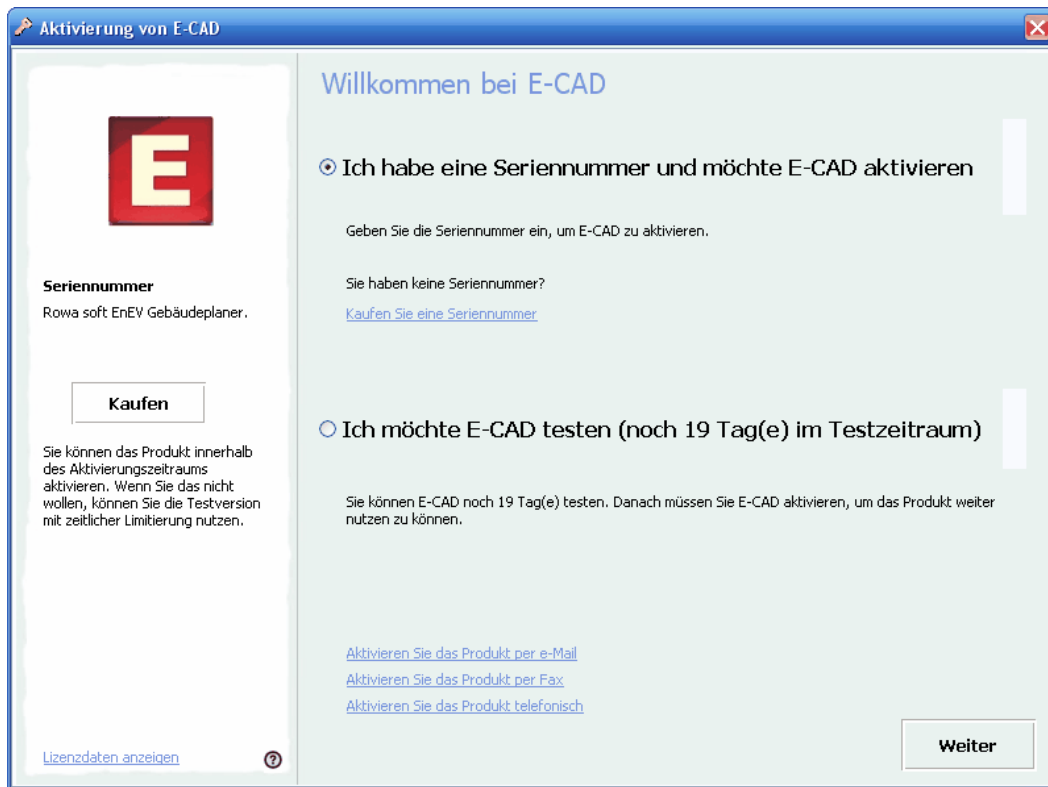 Aktivierung von E-CAD
E
Seriennummer
Rowa soft EnEV Gebäudeplaner.
Kaufen
Sie können das Produkt innerhalb
des Aktivierungszeitraums
aktivieren. Wenn Sie das nicht
wollen, können Sie die Testversion
mit zeitlicher Limitierung nutzen.
Lizenzdaten anzeigen
?
Willkommen bei E-CAD
Ich habe eine Seriennummer und möchte E-CAD aktivieren
Geben Sie die Seriennummer ein, um E-CAD zu aktivieren.
Sie haben keine Seriennummer?
Kaufen Sie eine Seriennummer
Ich möchte E-CAD testen (noch 19 Tag(e) im Testzeitraum)
Sie können E-CAD noch 19 Tag(e) testen. Danach müssen Sie E-CAD aktivieren, um das Produkt weiter
nutzen zu können.
Aktivieren Sie das Produkt per e-Mail
Aktivieren Sie das Produkt per Fax
Aktivieren Sie das Produkt telefonisch
Weiter